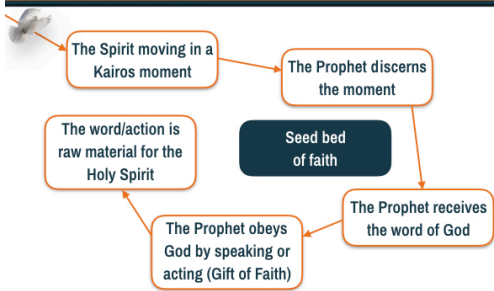 The Spirit moving in a
Kairos moment
The Prophet discerns
the moment
Seed bed
of faith
The Prophet receives
the word of God
The Prophet obeys
God by speaking or
acting (Gift of Faith)
The word/action is
raw material for the
Holy Spirit